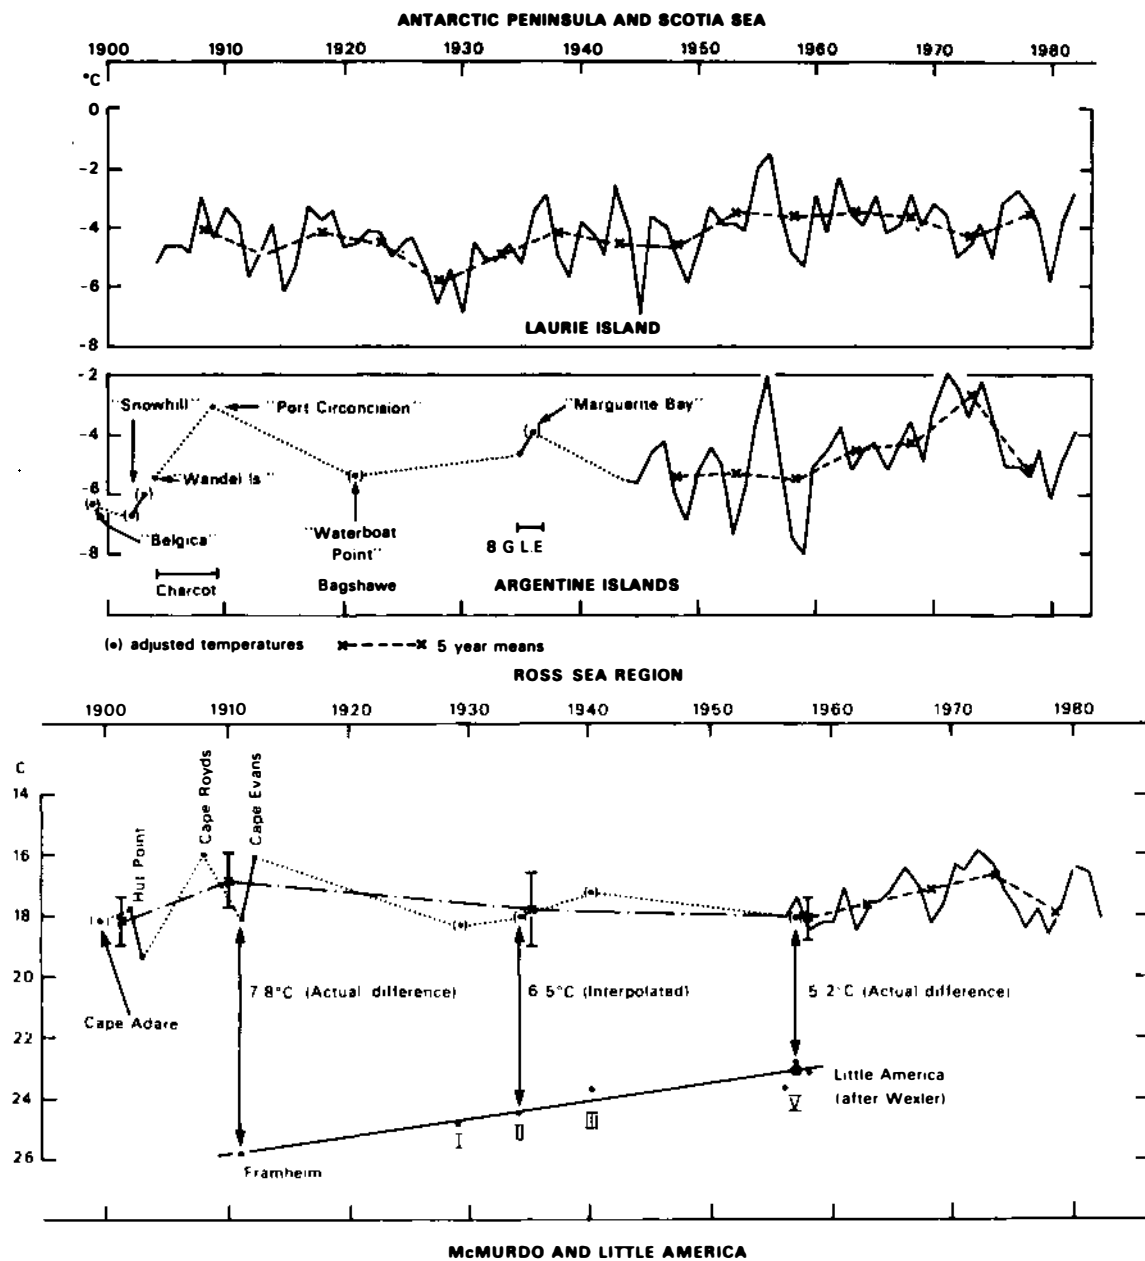 ANTARCTIC PENINSULA AND SCOTIA SEA
1900 1910 1920 1930 1940 1950 1960 1970 1980
°C
0
-2
-4
-6
LAURIE ISLAND
-8
-2
"Snowhill" "Port Circoncision" "Marguerite Bay"
-4
"Wandel Is"
-6
"Belgica" "Waterboat
Point" 8 G L.E
-8
Charcot Bagshawe ARGENTINE ISLANDS
(•) adjusted temperatures x-----x 5 year means
ROSS SEA REGION
1900 1910 1920 1930 1940 1950 1960 1970 1980
C
14
Hut Point
Cape Royds
Cape Evans
16
18
20
7 8°C (Actual difference) 6 5°C (Interpolated) 5 2°C (Actual difference)
Cape Adare
22
Little America
(after Wexler)
24
I II III V
26
Framheim
McMURDO AND LITTLE AMERICA